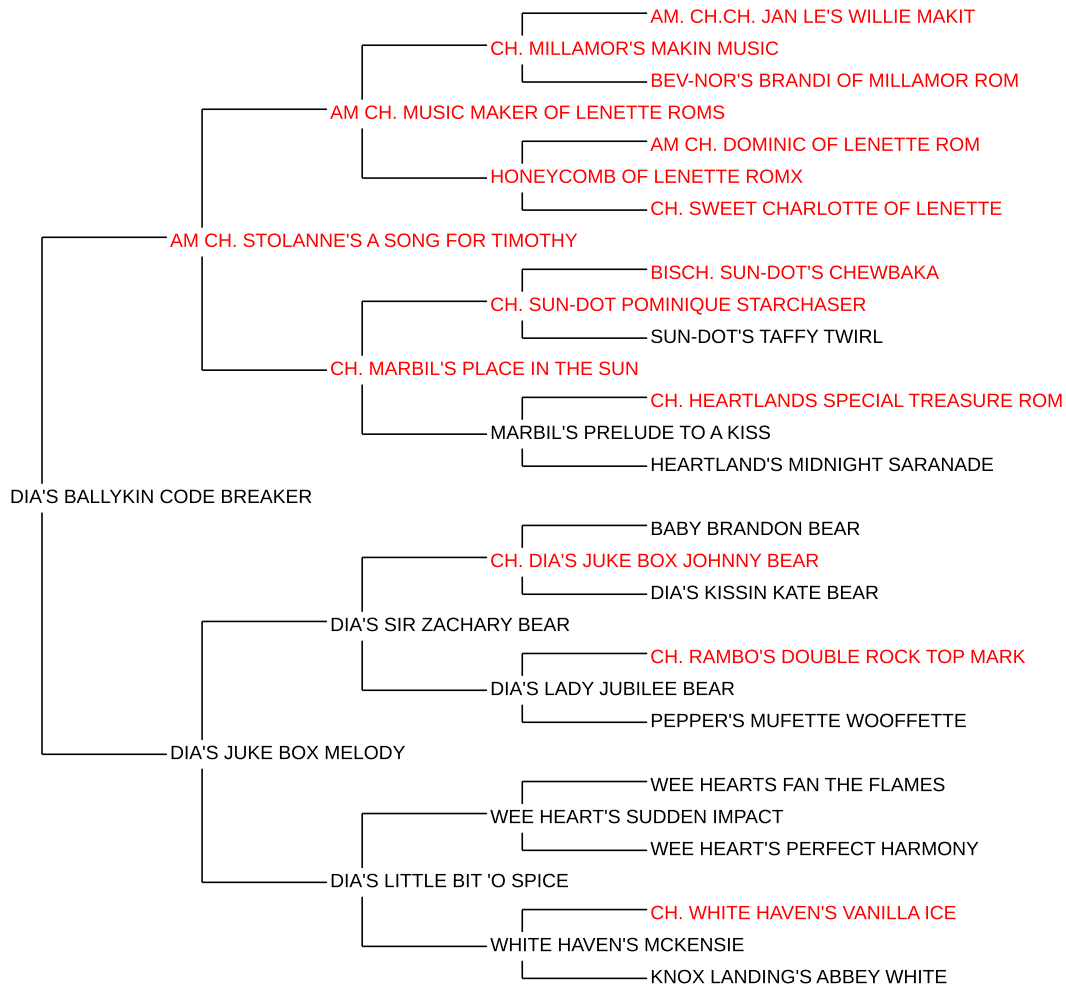 AM. CH.CH. JAN LE'S WILLIE MAKIT
CH. MILLAMOR'S MAKIN MUSIC
BEV-NOR'S BRANDI OF MILLAMOR ROM
AM CH. MUSIC MAKER OF LENETTE ROMS
AM CH. DOMINIC OF LENETTE ROM
HONEYCOMB OF LENETTE ROMX
CH. SWEET CHARLOTTE OF LENETTE
AM CH. STOLANNE'S A SONG FOR TIMOTHY
BISCH. SUN-DOT'S CHEWBAKA
CH. SUN-DOT POMINIQUE STARCHASER
SUN-DOT'S TAFFY TWIRL
CH. MARBIL'S PLACE IN THE SUN
CH. HEARTLANDS SPECIAL TREASURE ROM
MARBIL'S PRELUDE TO A KISS
HEARTLAND'S MIDNIGHT SARANADE
DIA'S BALLYKIN CODE BREAKER
BABY BRANDON BEAR
CH. DIA'S JUKE BOX JOHNNY BEAR
DIA'S KISSIN KATE BEAR
DIA'S SIR ZACHARY BEAR
CH. RAMBO'S DOUBLE ROCK TOP MARK
DIA'S LADY JUBILEE BEAR
PEPPER'S MUFETTE WOOFFETTE
DIA'S JUKE BOX MELODY
WEE HEARTS FAN THE FLAMES
WEE HEART'S SUDDEN IMPACT
WEE HEART'S PERFECT HARMONY
DIA'S LITTLE BIT 'O SPICE
CH. WHITE HAVEN'S VANILLA ICE
WHITE HAVEN'S MCKENSIE
KNOX LANDING'S ABBEY WHITE